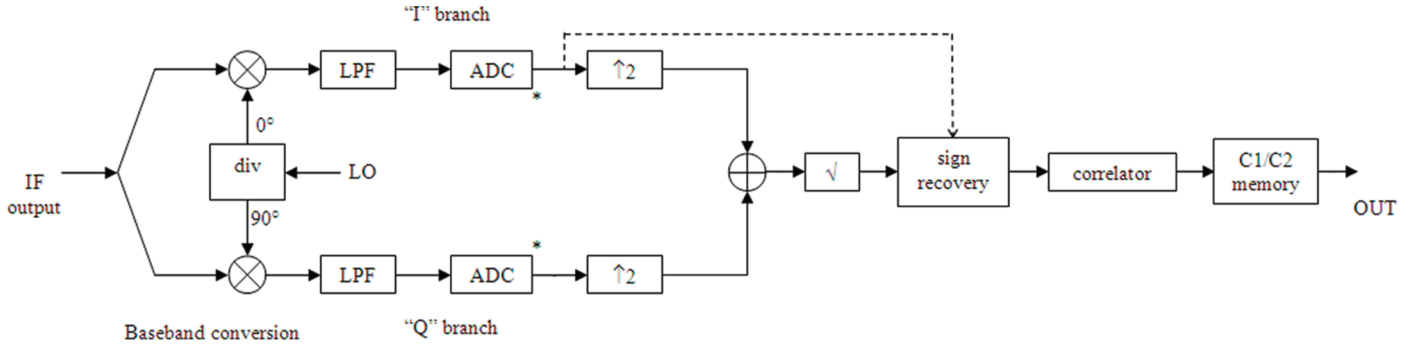 “I” branch
LPF
ADC
*
↑2
0°
div
LO
IF
output
90°
√
sign
recovery
correlator
C1/C2
memory
OUT
LPF
ADC
*
↑2
Baseband conversion
“Q” branch